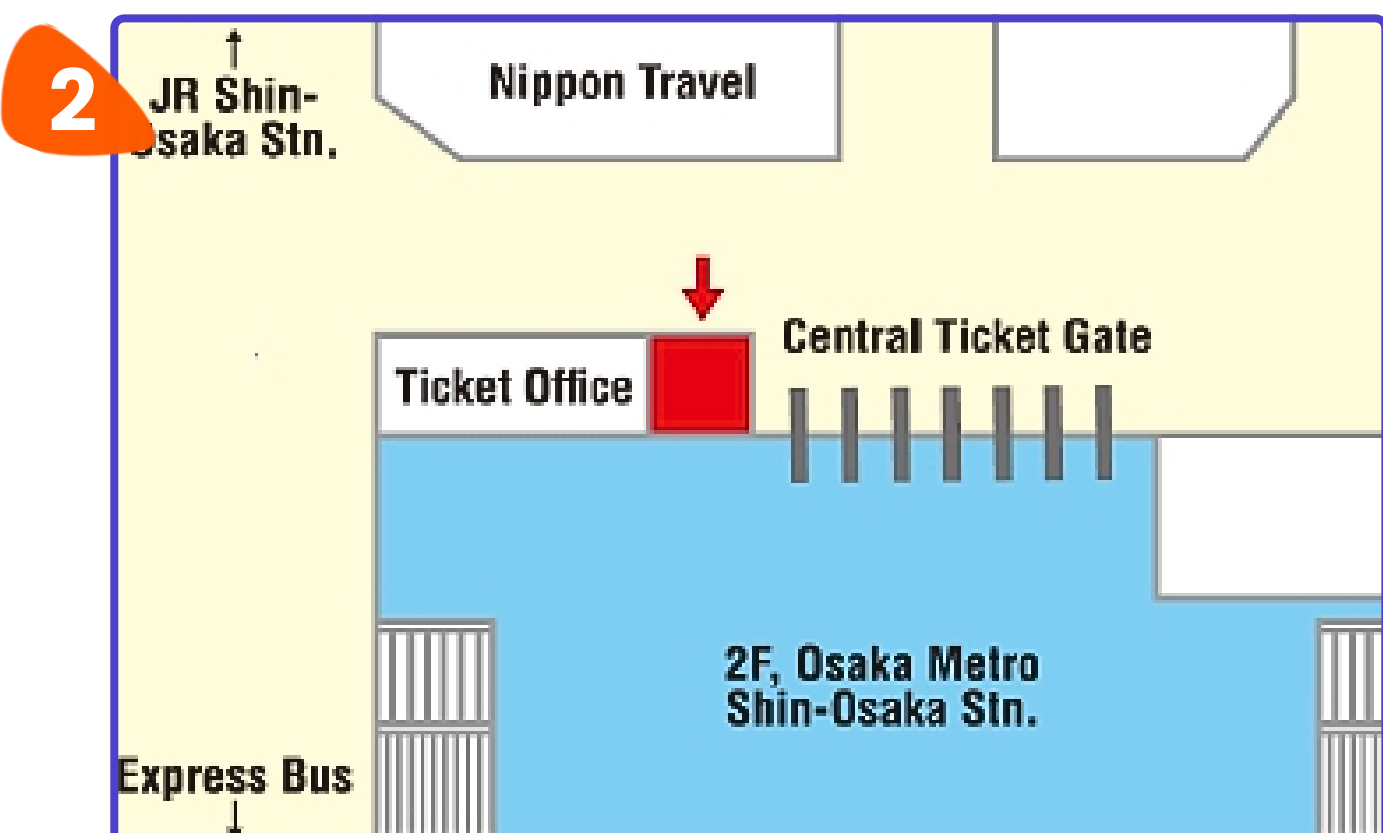 2
JR Shin-
Osaka Stn.
Nippon Travel
Central Ticket Gate
Ticket Office
2F, Osaka Metro
Shin-Osaka Stn.
Express Bus